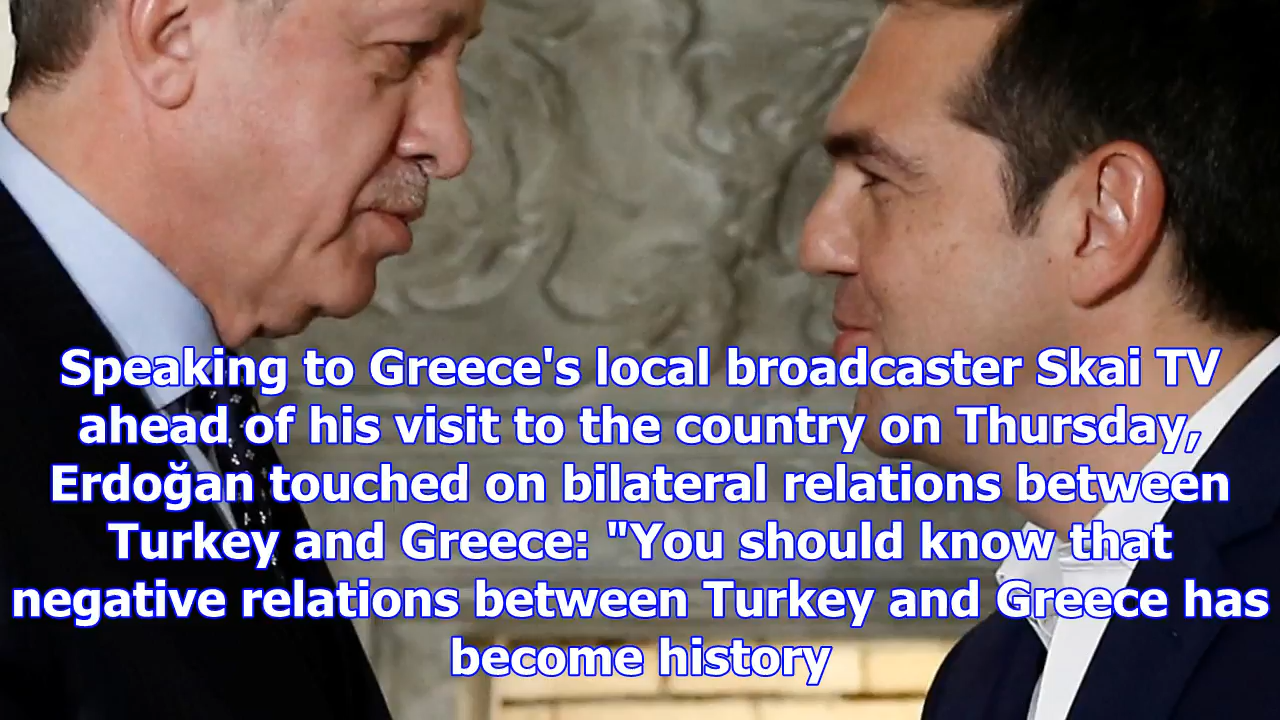 Speaking to Greece's local broadcaster Skai TV
ahead of his visit to the country on Thursday,
Erdoğan touched on bilateral relations between
Turkey and Greece: "You should know that
negative relations between Turkey and Greece has
become history